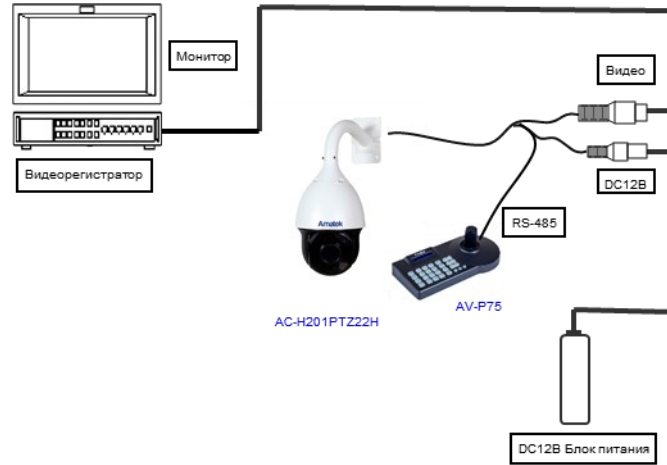 Монитор
Видео
Видеорегистратор
DC12В
RS-485
Amatek
AC-H201PTZ22H
AV-P75
DC12В Блок питания